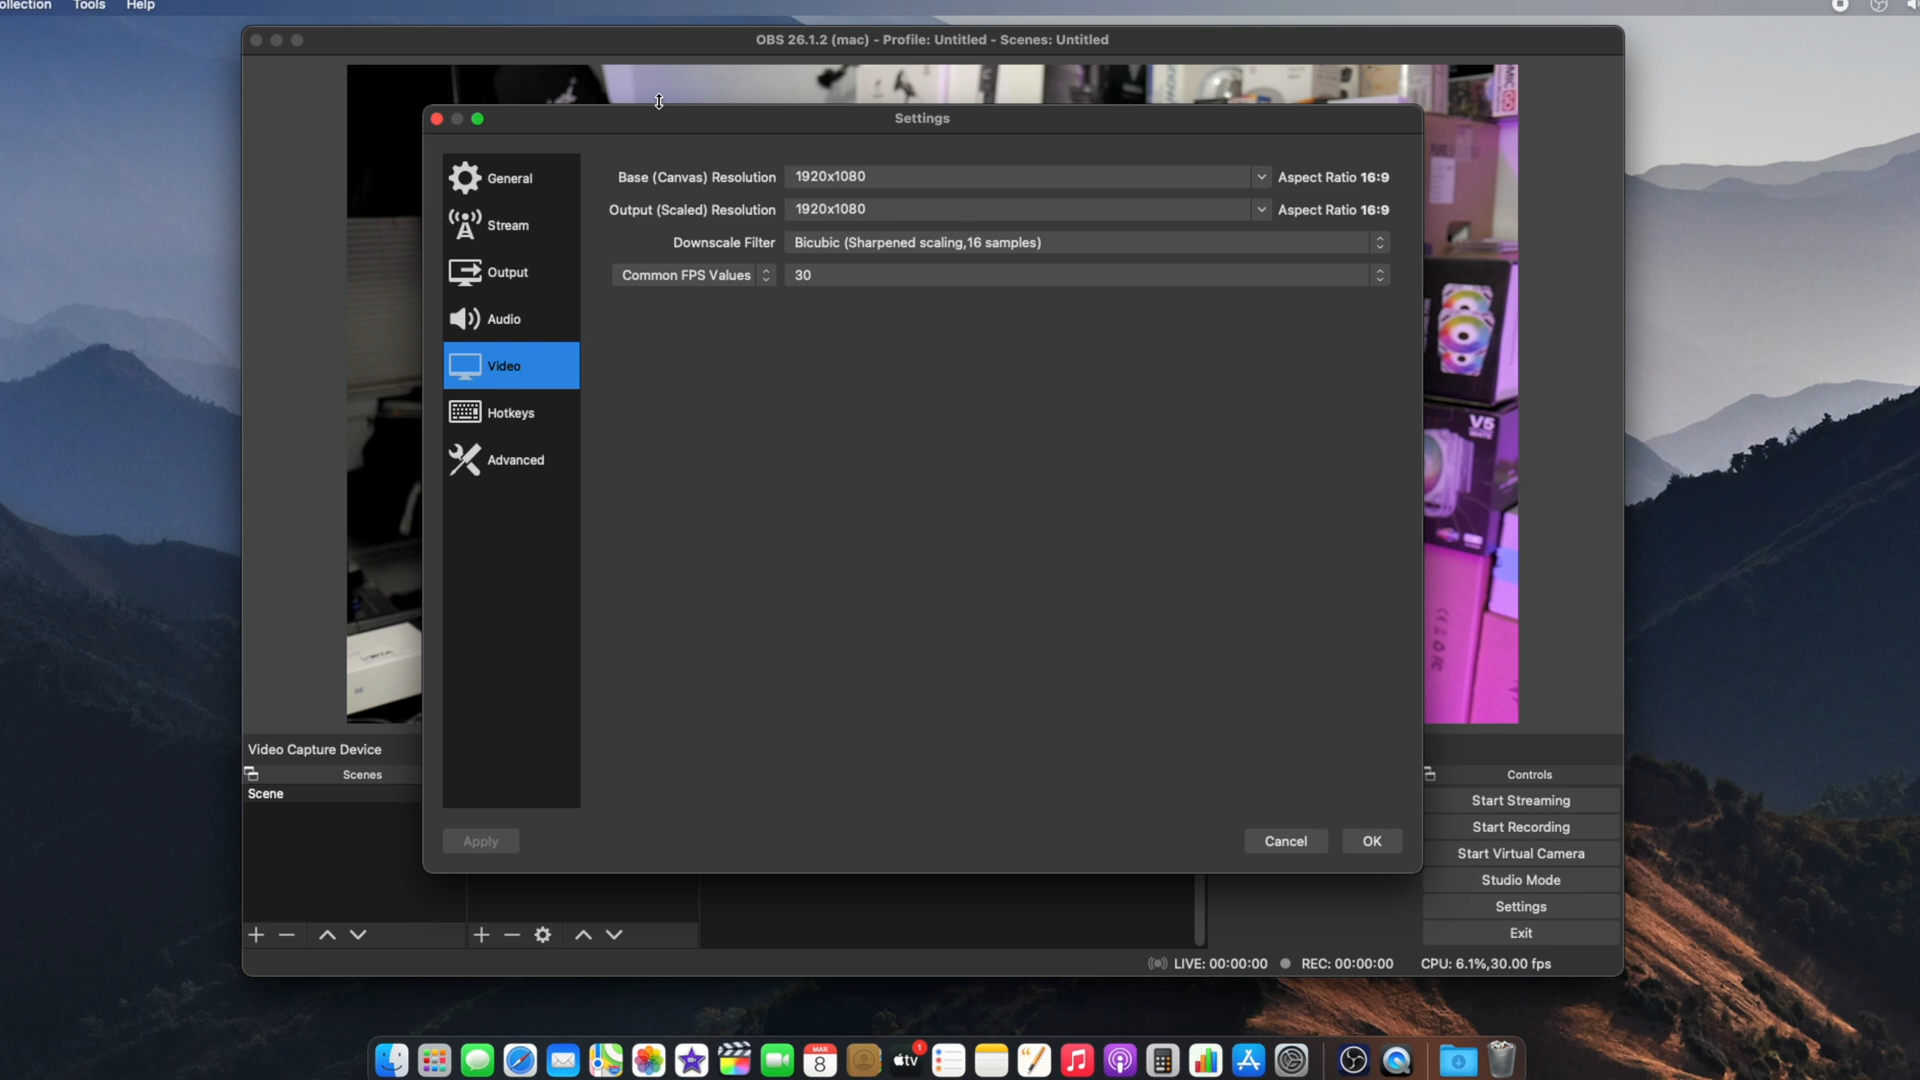 ollection Tools Help
OBS 26.1.2 (mac) - Profile: Untitled - Scenes: Untitled
Settings
General
Stream
Output
Audio
Video
Hotkeys
Advanced
Base (Canvas) Resolution 1920x1080 Aspect Ratio 16:9
Output (Scaled) Resolution 1920x1080 Aspect Ratio 16:9
Downscale Filter Bicubic (Sharpened scaling,16 samples)
Common FPS Values 30
V5
Apply Cancel OK
Video Capture Device
Scenes
Scene
Controls
Start Streaming
Start Recording
Start Virtual Camera
Studio Mode
Settings
Exit
LIVE: 00:00:00 REC: 00:00:00 CPU: 6.1%,30.00 fps
MAR
8
tv
1